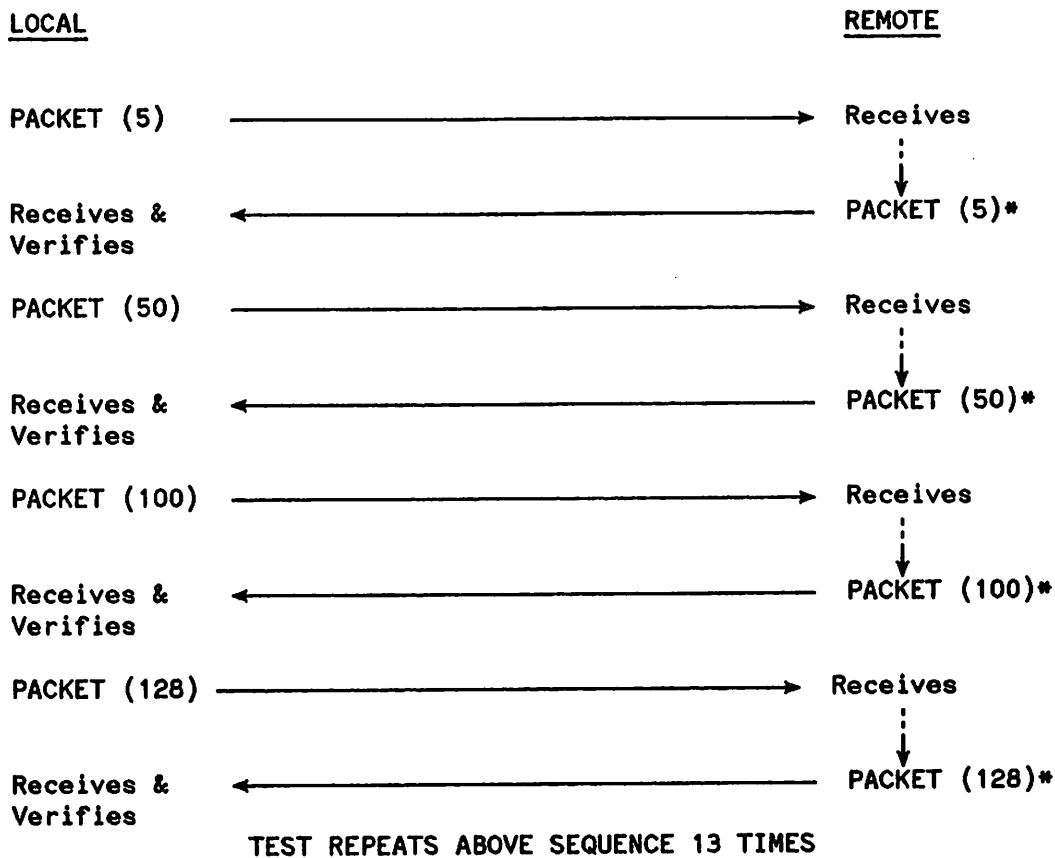 LOCAL REMOTE
PACKET (5) Receives
Receives & PACKET (5)*
Verifies
PACKET (50) Receives
Receives & PACKET (50)*
Verifies
PACKET (100) Receives
Receives & PACKET (100)*
Verifies
PACKET (128) Receives
Receives & PACKET (128)*
Verifies
TEST REPEATS ABOVE SEQUENCE 13 TIMES